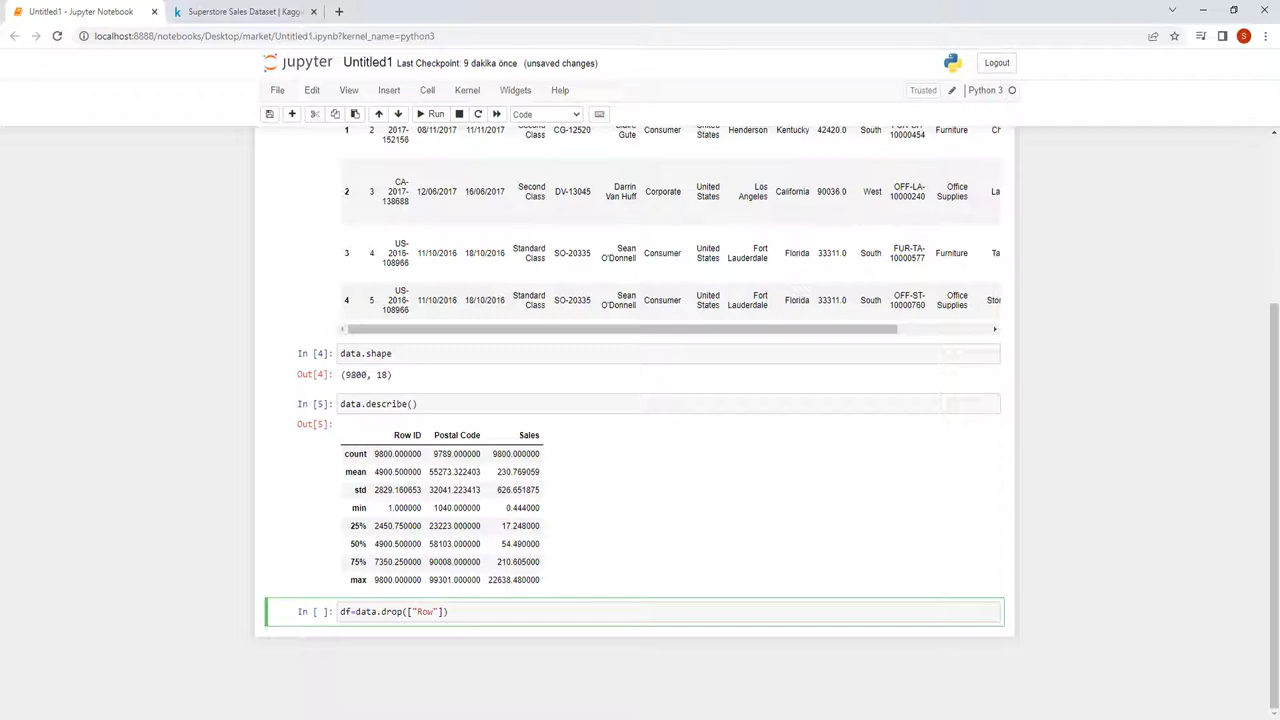 Untitled1 - Jupyter Notebook
Superstore Sales Dataset | Kagg
localhost:8888/notebooks/Desktop/market/Untitled1.ipynb?kernel_name=python3
S
jupyter Untitled1 Last Checkpoint: 9 dakika önce (unsaved changes)
Logout
File Edit View Insert Cell Kernel Widgets Help
Trusted Python 3
Run Code
1 2 2017-152156 08/11/2017 11/11/2017 Second Class CG-12520 Claire Gute Consumer United States Henderson Kentucky 42420.0 South 10000454 Furniture Ch
2 3 CA-2017-138688 12/06/2017 16/06/2017 Second Class DV-13045 Darrin Van Huff Corporate United States Los Angeles California 90036.0 West OFF-LA-10000240 Office Supplies La
3 4 US-2016-108966 11/10/2016 18/10/2016 Standard Class SO-20335 Sean O'Donnell Consumer United States Fort Lauderdale Florida 33311.0 South FUR-TA-10000577 Furniture Ta
4 5 US-2016-108966 11/10/2016 18/10/2016 Standard Class SO-20335 Sean O'Donnell Consumer United States Fort Lauderdale Florida 33311.0 South OFF-ST-10000760 Office Supplies Stor
In [4]: data.shape
Out[4]: (9800, 18)
In [5]: data.describe()
Out[5]:
Row ID Postal Code Sales
count 9800.000000 9789.000000 9800.000000
mean 4900.500000 55273.322403 230.769059
std 2829.160653 32041.223413 626.651875
min 1.000000 1040.000000 0.444000
25% 2450.750000 23223.000000 17.248000
50% 4900.500000 58103.000000 54.490000
75% 7350.250000 90008.000000 210.605000
max 9800.000000 99301.000000 22638.480000
In [ ]: df=data.drop(["Row"])